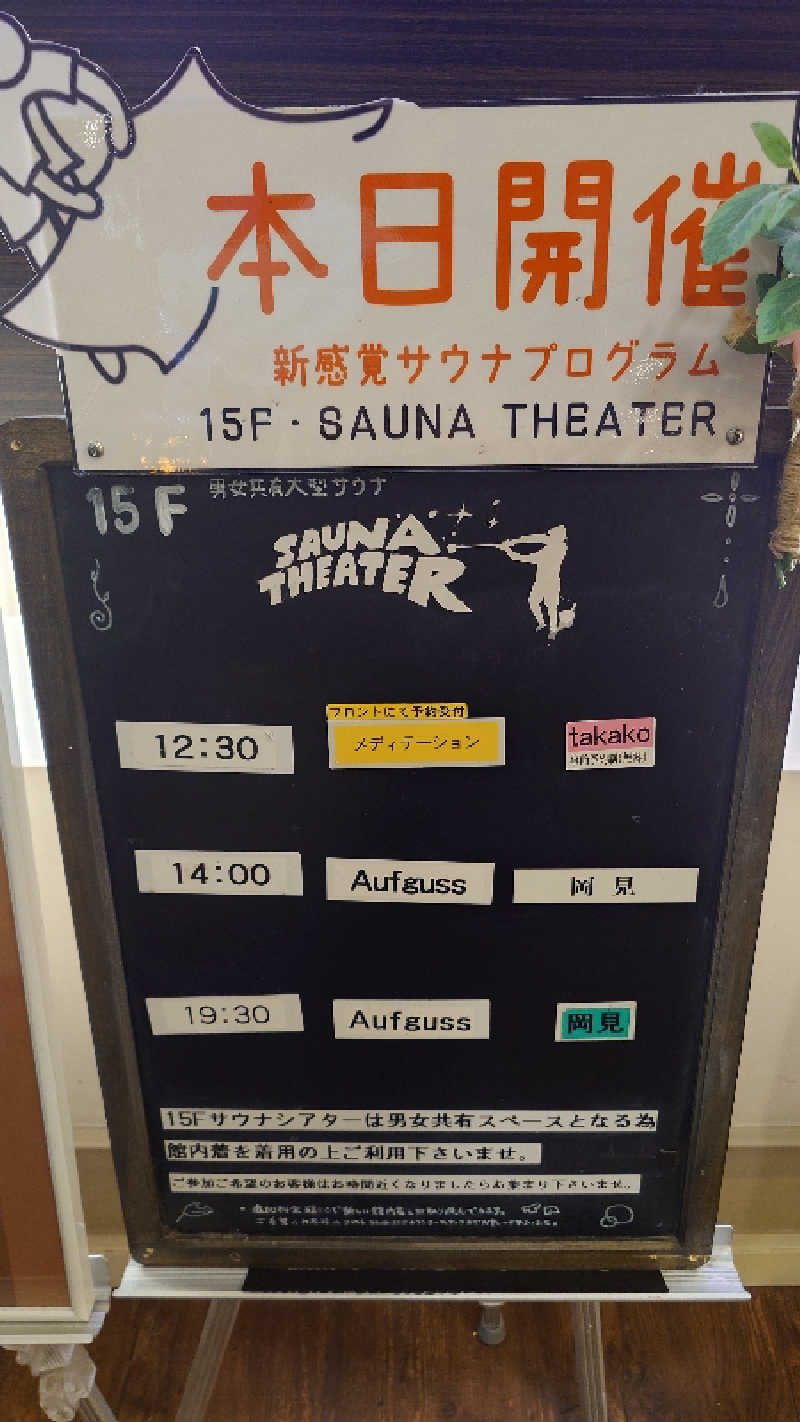 本日開催
新感覚サウナプログラム
15F・SAUNA THEATER
15F 男女共有大型サウナ
SAUNA
THEATER
フロントにて予約受付
12:30 メディテーション takako
14:00 Aufguss 岡見
19:30 Aufguss 岡見
15Fサウナシアターは男女共有スペースとなる為
館内着を着用の上ご利用下さいませ。
ご参加ご希望のお客様はお時間近くなりましたらお集まり下さいませ。